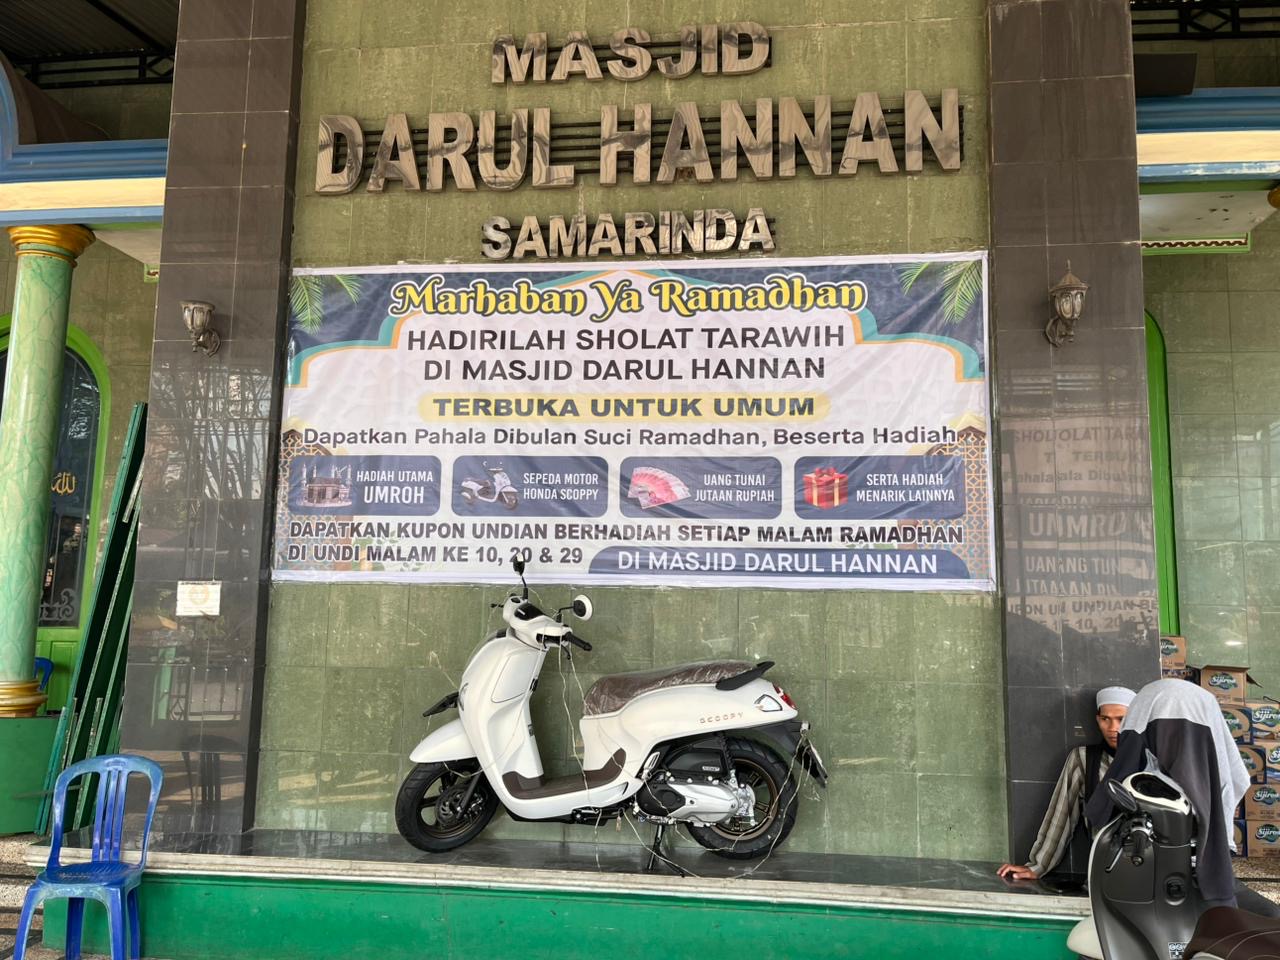 MASJID
DARUL HANNAN
SAMARINDA
Marhaban Ya Ramadhan
HADIRILAH SHOLAT TARAWIH
DI MASJID DARUL HANNAN
TERBUKA UNTUK UMUM
Dapatkan Pahala Dibulan Suci Ramadhan, Beserta Hadiah
HADIAH UTAMA
UMROH
SEPEDA MOTOR
HONDA SCOPPY
UANG TUNAI
JUTAAN RUPIAH
SERTA HADIAH
MENARIK LAINNYA
DAPATKAN KUPON UNDIAN BERHADIAH SETIAP MALAM RAMADHAN
DI UNDI MALAM KE 10, 20 & 29
DI MASJID DARUL HANNAN
SCOOPY
Sijiroa